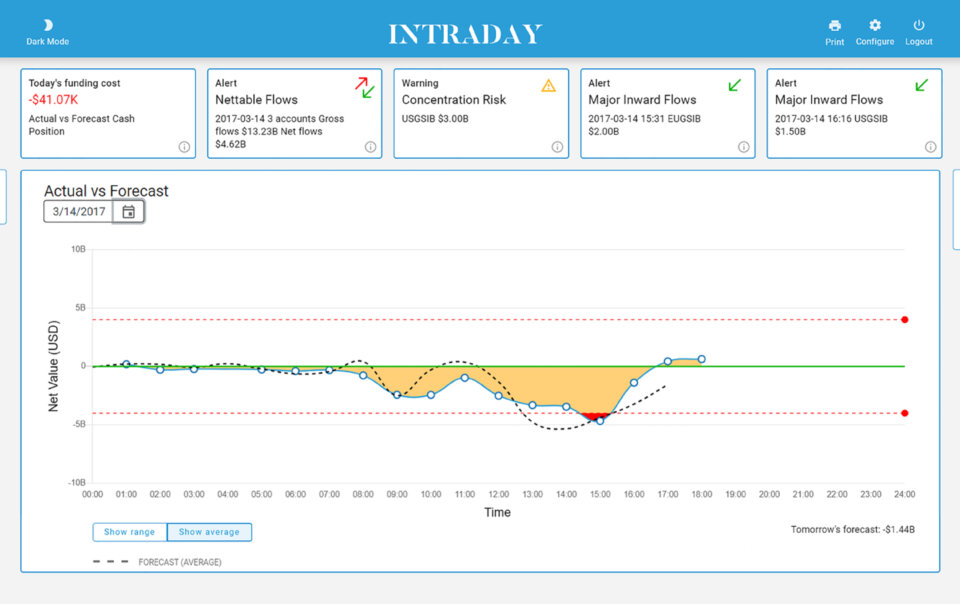 Dark Mode
INTRADAY
Print
Configure
Logout
Today's funding cost
-$41.07K
Actual vs Forecast Cash
Position
Alert
Nettable Flows
2017-03-14 3 accounts Gross
flows $13.23B Net flows
$4.62B
Warning
Concentration Risk
USGSIB $3.00B
Alert
Major Inward Flows
2017-03-14 15:31 EUGSIB
$2.00B
Alert
Major Inward Flows
2017-03-14 16:16 USGSIB
$1.50B
Actual vs Forecast
3/14/2017
10B
5B
0
-5B
-10B
Net Value (USD)
00:00 01:00 02:00 03:00 04:00 05:00 06:00 07:00 08:00 09:00 10:00 11:00 12:00 13:00 14:00 15:00 16:00 17:00 18:00 19:00 20:00 21:00 22:00 23:00 24:00
Time
Show range
Show average
Tomorrow's forecast: -$1.44B
FORECAST (AVERAGE)